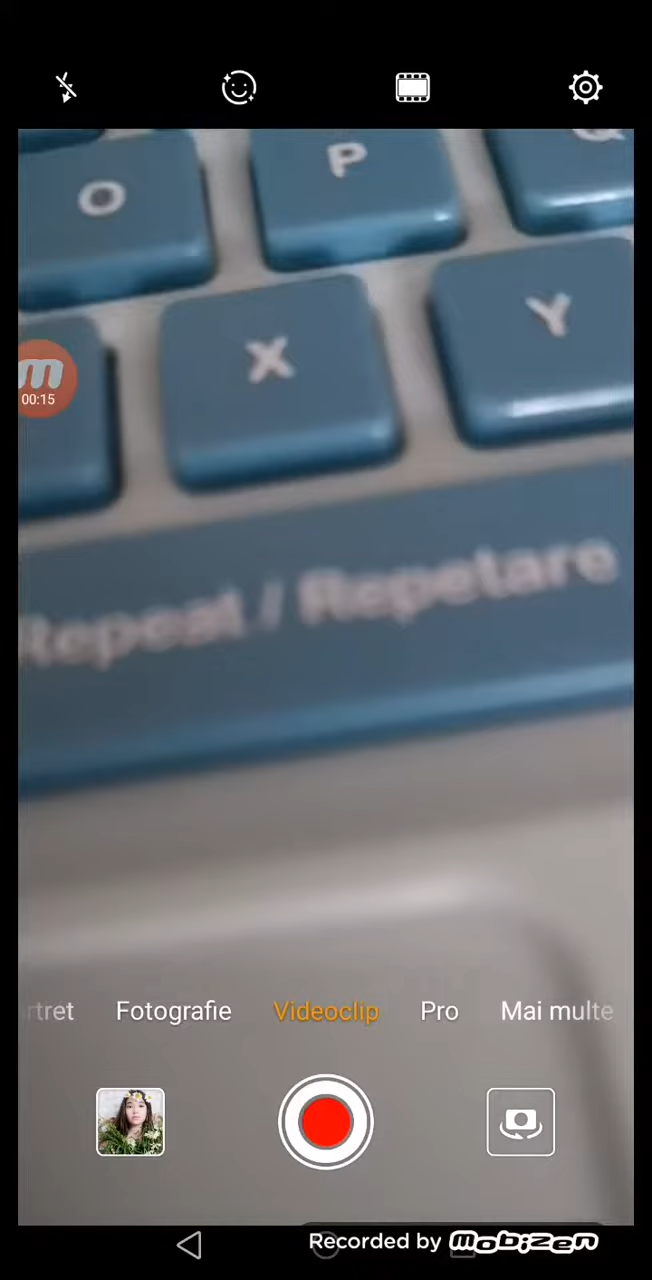 O P Q
X Y
m
00:15
Repeat / Repetare
rtret Fotografie Videoclip Pro Mai multe
Recorded by mobizen